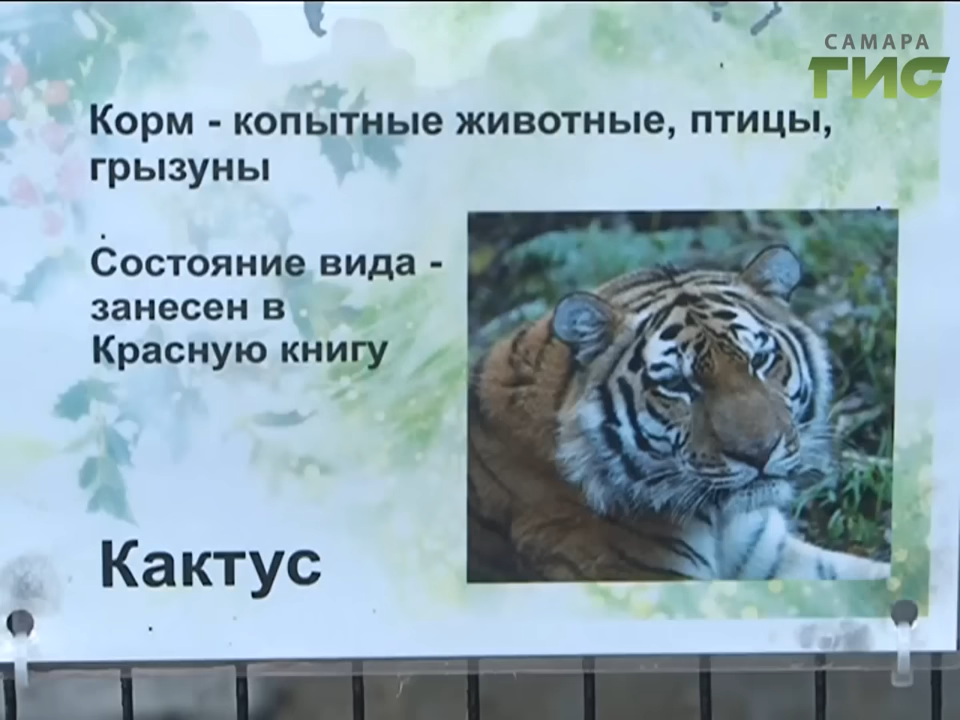 САМАРА
ГИС
Корм - копытные животные, птицы,
грызуны
Состояние вида -
занесен в
Красную книгу
Кактус